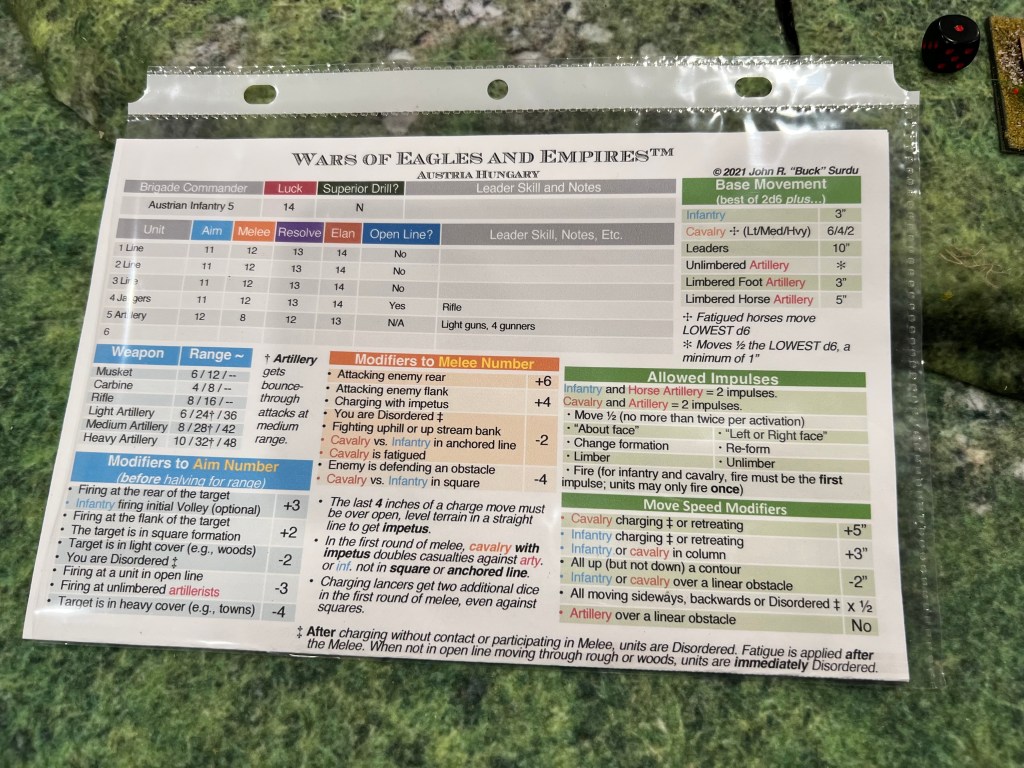 WARS OF EAGLES AND EMPIRES™
AUSTRIA HUNGARY
© 2021 John R. "Buck" Surdu
Brigade Commander Luck Superior Drill? Leader Skill and Notes
Austrian Infantry 5 14 N
Unit Aim Melee Resolve Elan Open Line? Leader Skill, Notes, Etc.
1 Line 11 12 13 14 No
2 Line 11 12 13 14 No
3 Line 11 12 13 14 No
4 Jaegers 11 12 13 14 Yes Rifle
5 Artillery 12 8 12 13 N/A Light guns, 4 gunners
6
Base Movement
(best of 2d6 plus...)
Infantry 3"
Cavalry ✢ (Lt/Med/Hvy) 6/4/2
Leaders 10"
Unlimbered Artillery ✻
Limbered Foot Artillery 3"
Limbered Horse Artillery 5"
✢ Fatigued horses move
LOWEST d6
✻ Moves ½ the LOWEST d6, a
minimum of 1"
Weapon Range ~
Musket 6 / 12 / --
Carbine 4 / 8 / --
Rifle 8 / 16 / --
Light Artillery 6 / 24† / 36
Medium Artillery 8 / 28† / 42
Heavy Artillery 10 / 32† / 48
† Artillery
gets
bounce-
through
attacks at
medium
range.
Modifiers to Aim Number
(before halving for range)
• Firing at the rear of the target
• Infantry firing initial Volley (optional) +3
• Firing at the flank of the target
• The target is in square formation +2
• Target is in light cover (e.g., woods)
• You are Disordered ‡ -2
• Firing at a unit in open line
• Firing at unlimbered artillerists -3
• Target is in heavy cover (e.g., towns) -4
Modifiers to Melee Number
• Attacking enemy rear +6
• Attacking enemy flank
• Charging with impetus +4
• You are Disordered ‡
• Fighting uphill or up stream bank
• Cavalry vs. Infantry in anchored line
• Cavalry is fatigued -2
• Enemy is defending an obstacle
• Cavalry vs. Infantry in square -4
• The last 4 inches of a charge move must
be over open, level terrain in a straight
line to get impetus.
• In the first round of melee, cavalry with
impetus doubles casualties against arty.
or inf. not in square or anchored line.
• Charging lancers get two additional dice
in the first round of melee, even against
squares.
Allowed Impulses
Infantry and Horse Artillery = 2 impulses.
Cavalry and Artillery = 2 impulses.
• Move ½ (no more than twice per activation)
• "About face" • "Left or Right face"
• Change formation • Re-form
• Limber • Unlimber
• Fire (for infantry and cavalry, fire must be the first
impulse; units may only fire once)
Move Speed Modifiers
• Cavalry charging ‡ or retreating +5"
• Infantry charging ‡ or retreating
• Infantry or cavalry in column +3"
• All up (but not down) a contour
• Infantry or cavalry over a linear obstacle -2"
• All moving sideways, backwards or Disordered ‡ x ½
• Artillery over a linear obstacle No
‡ After charging without contact or participating in Melee, units are Disordered. Fatigue is applied after
the Melee. When not in open line moving through rough or woods, units are immediately Disordered.